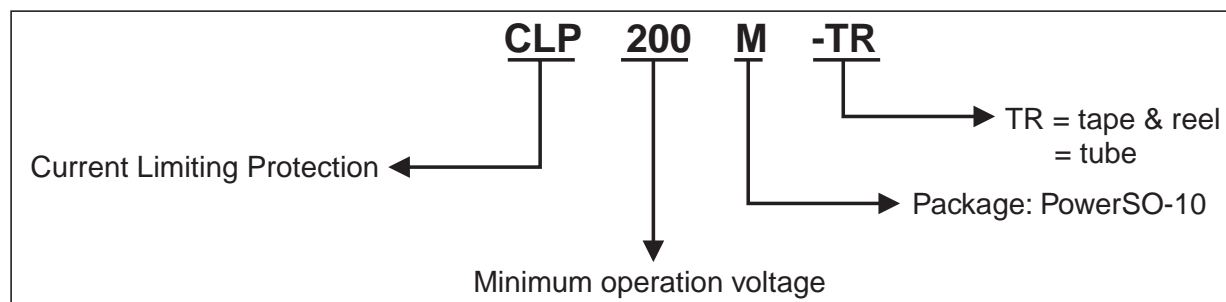 CLP 200 M -TR
TR = tape & reel
= tube
Current Limiting Protection
Package: PowerSO-10
Minimum operation voltage